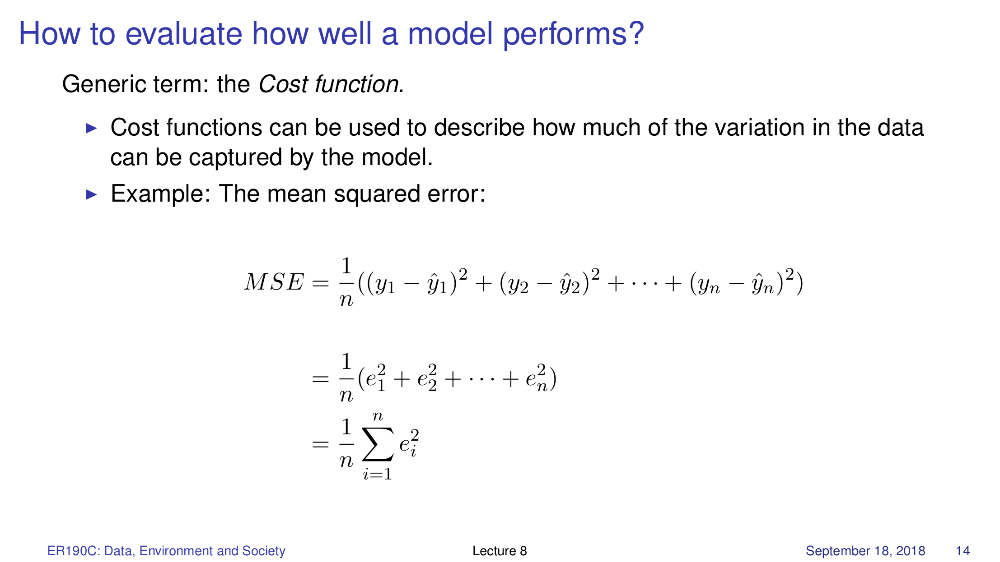 How to evaluate how well a model performs?
Generic term: the Cost function.
▶ Cost functions can be used to describe how much of the variation in the data
can be captured by the model.
▶ Example: The mean squared error:
$MSE = \frac{1}{n}((y_1 - \hat{y}_1)^2 + (y_2 - \hat{y}_2)^2 + \cdots + (y_n - \hat{y}_n)^2)$
$= \frac{1}{n}(e_1^2 + e_2^2 + \cdots + e_n^2)$
$= \frac{1}{n}\sum_{i=1}^{n} e_i^2$
ER190C: Data, Environment and Society Lecture 8 September 18, 2018 14